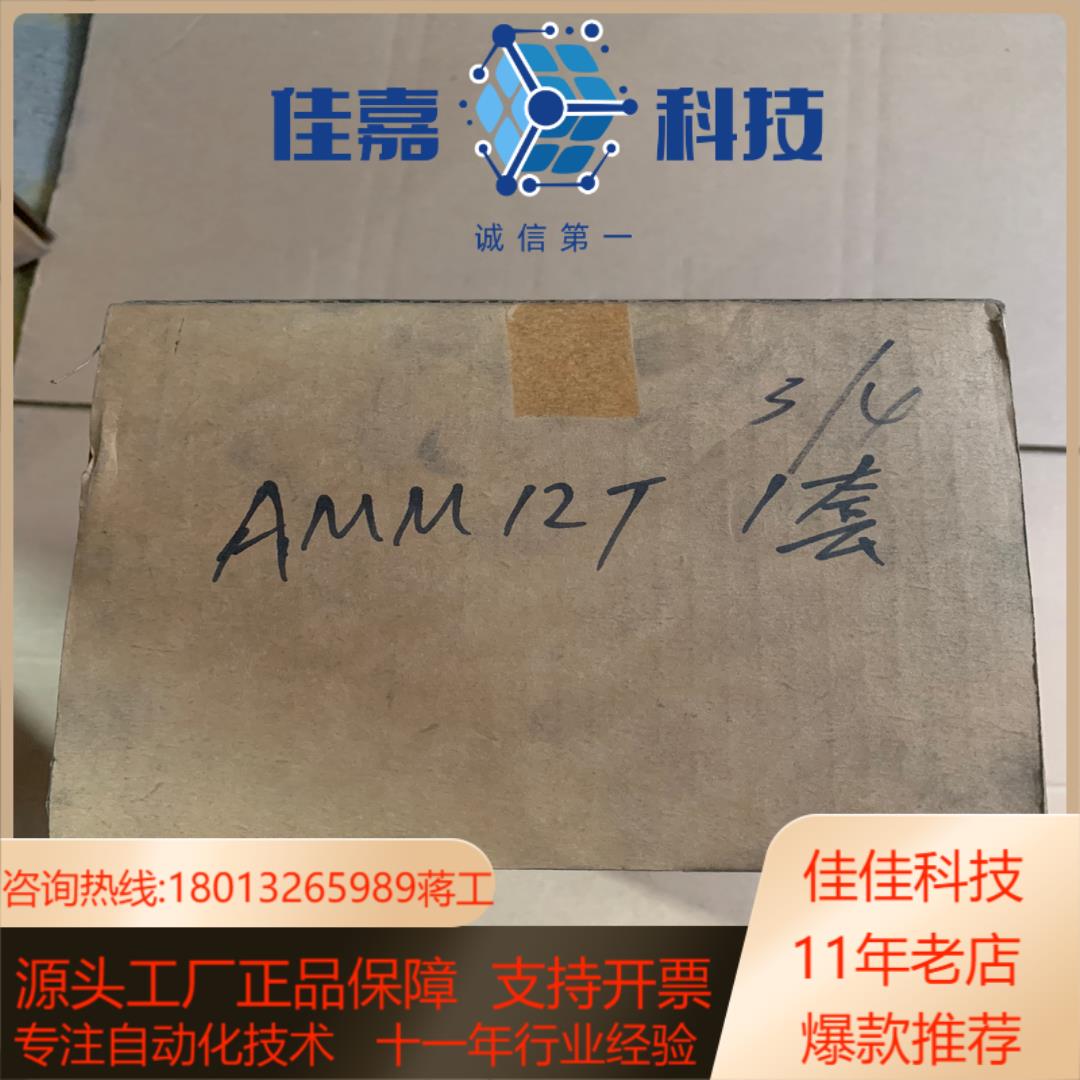 佳嘉科技
诚信第一
3/4
AMM12T 1套
咨询热线:18013265989蒋工
佳佳科技
11年老店
爆款推荐
源头工厂正品保障 支持开票
专注自动化技术 十一年行业经验